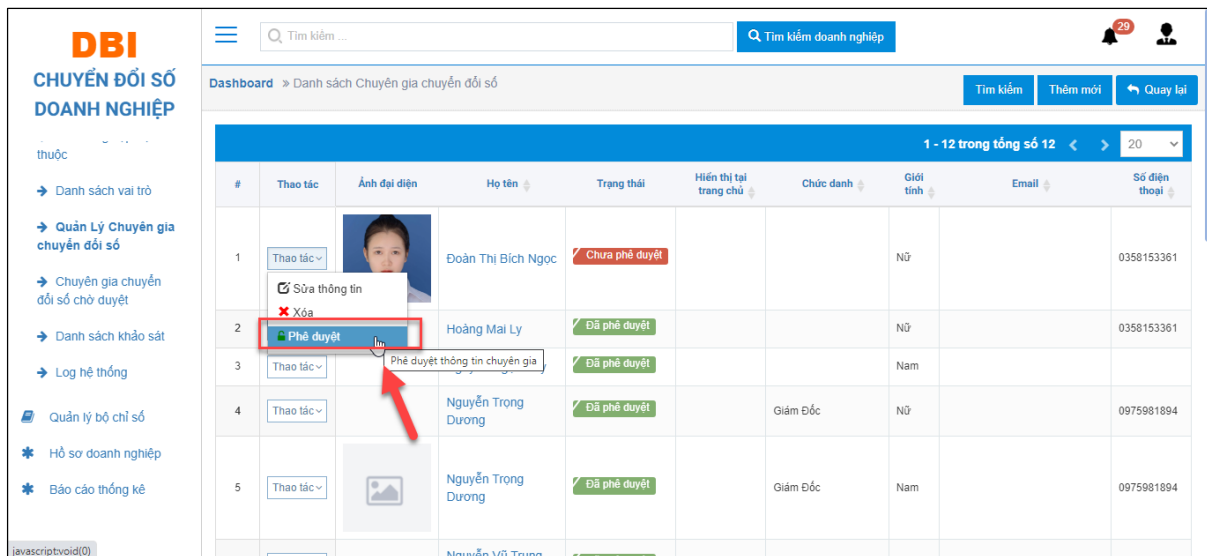 DBI
CHUYỂN ĐỔI SỐ
DOANH NGHIỆP
thuộc
Danh sách vai trò
Quản Lý Chuyên gia
chuyển đổi số
Chuyên gia chuyển
đổi số chờ duyệt
Danh sách khảo sát
Log hệ thống
Quản lý bộ chỉ số
Hồ sơ doanh nghiệp
Báo cáo thống kê
javascript:void(0)
Tìm kiếm ...
Tìm kiếm doanh nghiệp
29
Dashboard » Danh sách Chuyên gia chuyển đổi số
Tìm kiếm Thêm mới Quay lại
1 - 12 trong tổng số 12 < > 20
# Thao tác Ảnh đại diện Họ tên Trạng thái Hiển thị tại trang chủ Chức danh Giới tính Email Số điện thoại
1 Thao tác Đoàn Thị Bích Ngọc Chưa phê duyệt Nữ 0358153361
Sửa thông tin
Xóa
Phê duyệt
Phê duyệt thông tin chuyên gia
2 Hoàng Mai Ly Đã phê duyệt Nữ 0358153361
3 Thao tác Đã phê duyệt Nam
4 Thao tác Nguyễn Trọng Dương Đã phê duyệt Giám Đốc Nữ 0975981894
5 Thao tác Nguyễn Trọng Dương Đã phê duyệt Giám Đốc Nam 0975981894
Nguyễn Vũ Trung